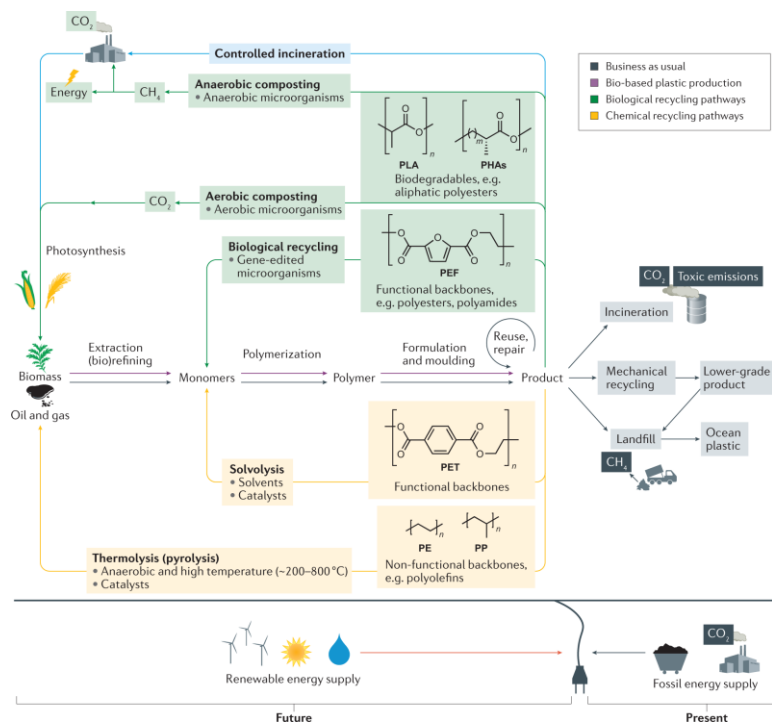 CO2
Controlled incineration
Business as usual
Bio-based plastic production
Biological recycling pathways
Chemical recycling pathways
Energy
CH4
Anaerobic composting
• Anaerobic microorganisms
O
O
n
PLA
O
m
O
n
PHAs
Biodegradables, e.g.
aliphatic polyesters
CO2
Aerobic composting
• Aerobic microorganisms
Photosynthesis
Biological recycling
• Gene-edited
microorganisms
O
O
O
O
O
n
PEF
Functional backbones,
e.g. polyesters, polyamides
CO2
Toxic emissions
Incineration
Reuse,
repair
Extraction
(bio)refining
Polymerization
Formulation
and moulding
Biomass
Monomers
Polymer
Product
Mechanical
recycling
Lower-grade
product
Oil and gas
Landfill
Ocean
plastic
CH4
O
O
O
O
n
PET
Functional backbones
Solvolysis
• Solvents
• Catalysts
n
PE
n
PP
Non-functional backbones,
e.g. polyolefins
Thermolysis (pyrolysis)
• Anaerobic and high temperature (~200–800 °C)
• Catalysts
Renewable energy supply
CO2
Fossil energy supply
Future
Present